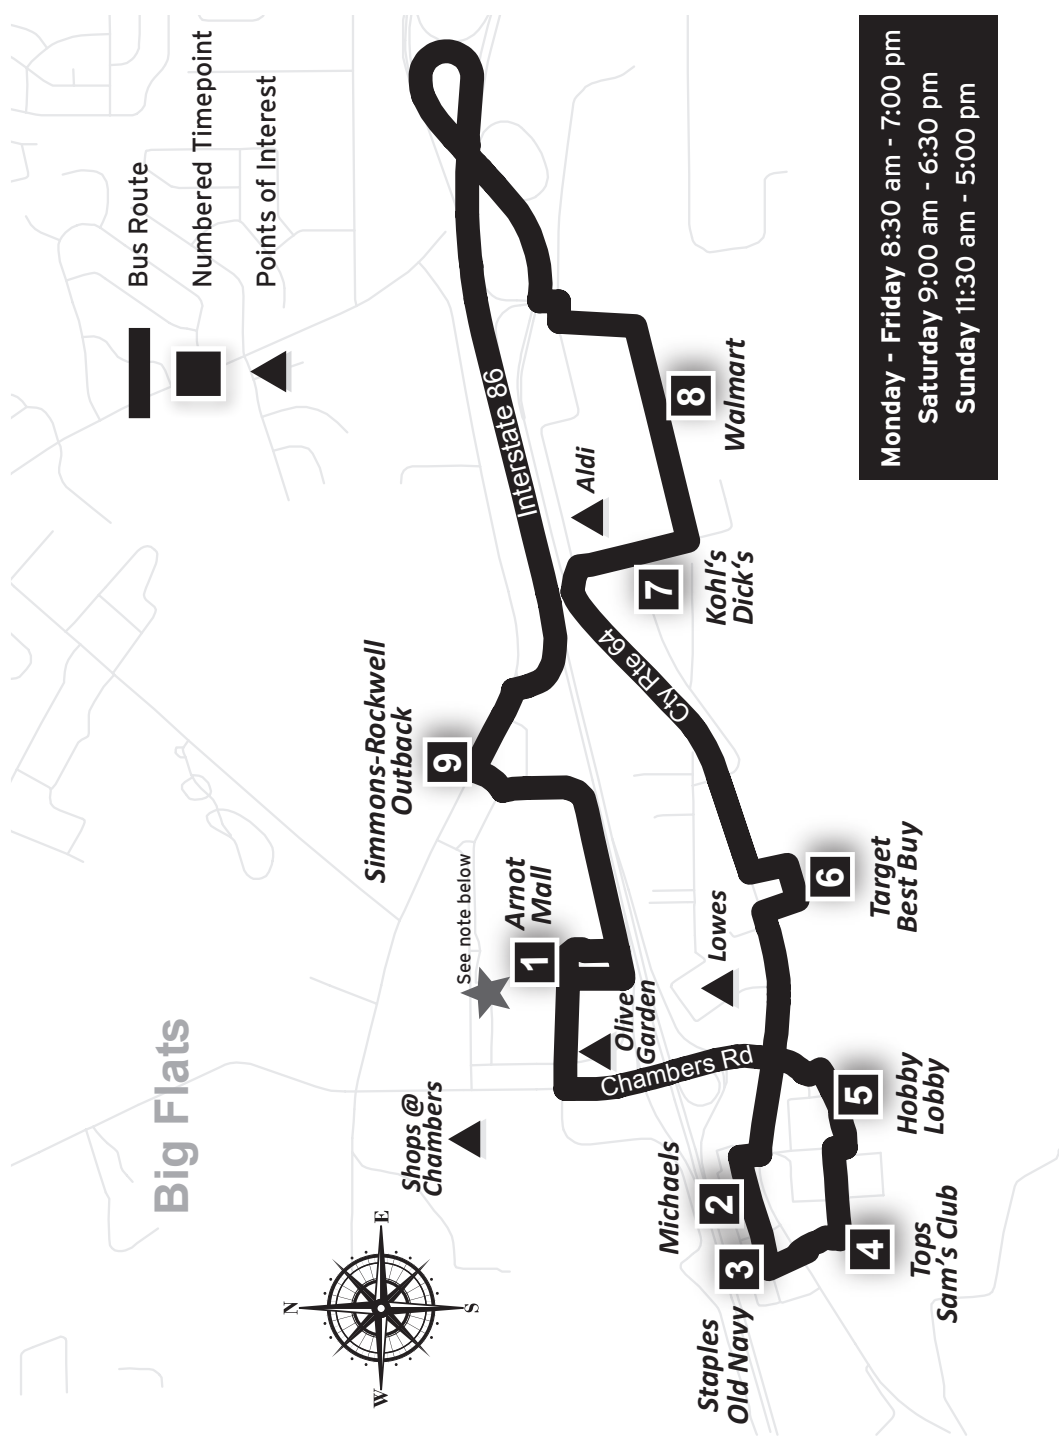 Big Flats
Bus Route
Numbered Timepoint
Points of Interest
N
E
S
W
Shops @
Chambers
See note below
Simmons-Rockwell
Outback
9
Arnot
Mall
1
Olive
Garden
Chambers Rd
Interstate 86
Aldi
Cty Rte 64
7
Kohl‘s
Dick‘s
8
Walmart
Lowes
Michaels
2
3
Staples
Old Navy
4
Tops
Sam’s Club
5
Hobby
Lobby
6
Target
Best Buy
Monday - Friday 8:30 am - 7:00 pm
Saturday 9:00 am - 6:30 pm
Sunday 11:30 am - 5:00 pm